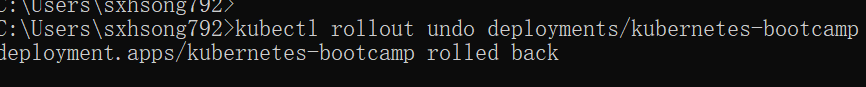 C:\Users\sxhsong792>
C:\Users\sxhsong792>kubectl rollout undo deployments/kubernetes-bootcamp
deployment.apps/kubernetes-bootcamp rolled back